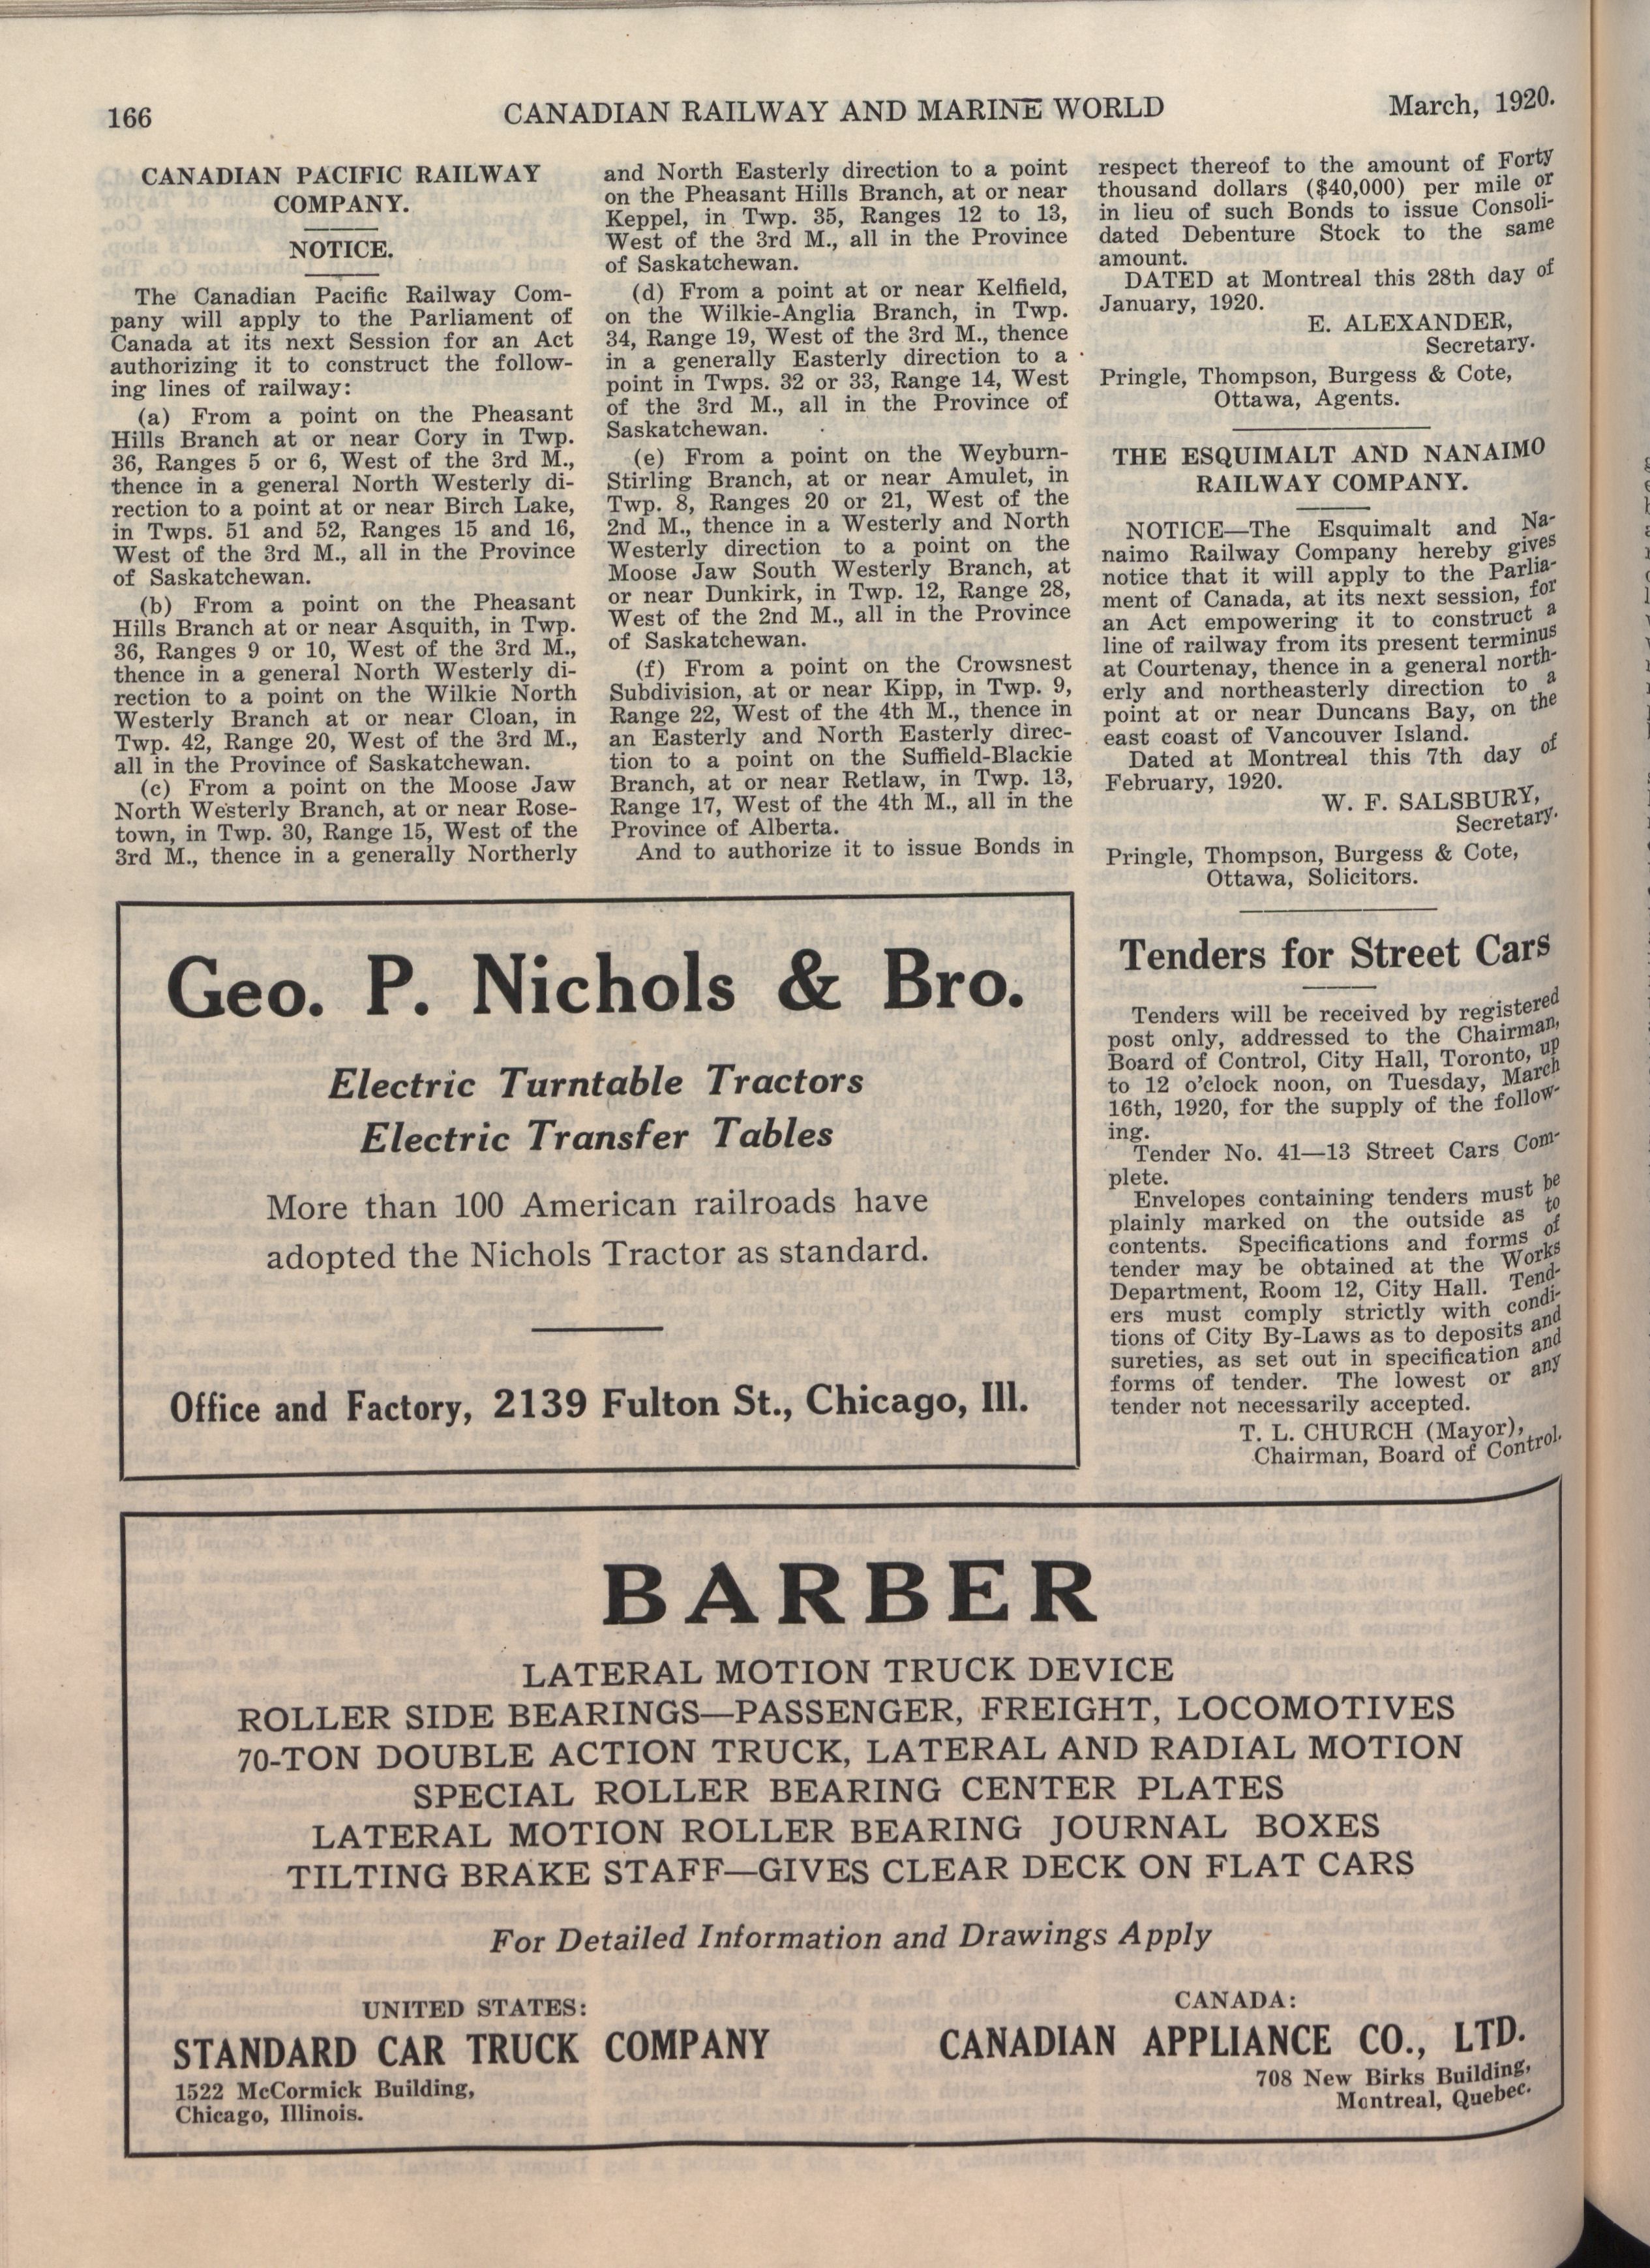 166
CANADIAN RAILWAY AND MARINE WORLD
March, 1920.
CANADIAN PACIFIC RAILWAY
COMPANY.
NOTICE.
The Canadian Pacific Railway Com-
pany will apply to the Parliament of
Canada at its next Session for an Act
authorizing it to construct the follow-
ing lines of railway:
(a) From a point on the Pheasant
Hills Branch at or near Cory in Twp.
36, Ranges 5 or 6, West of the 3rd M.,
thence in a general North Westerly di-
rection to a point at or near Birch Lake,
in Twps. 51 and 52, Ranges 15 and 16,
West of the 3rd M., all in the Province
of Saskatchewan.
(b) From a point on the Pheasant
Hills Branch at or near Asquith, in Twp.
36, Ranges 9 or 10, West of the 3rd M.,
thence in a general North Westerly di-
rection to a point on the Wilkie North
Westerly Branch at or near Cloan, in
Twp. 42, Range 20, West of the 3rd M.,
all in the Province of Saskatchewan.
(c) From a point on the Moose Jaw
North Westerly Branch, at or near Rose-
town, in Twp. 30, Range 15, West of the
3rd M., thence in a generally Northerly
and North Easterly direction to a point
on the Pheasant Hills Branch, at or near
Keppel, in Twp. 35, Ranges 12 to 13,
West of the 3rd M., all in the Province
of Saskatchewan.
(d) From a point at or near Kelfield,
on the Wilkie-Anglia Branch, in Twp.
34, Range 19, West of the 3rd M., thence
in a generally Easterly direction to a
point in Twps. 32 or 33, Range 14, West
of the 3rd M., all in the Province of
Saskatchewan.
(e) From a point on the Weyburn-
Stirling Branch, at or near Amulet, in
Twp. 8, Ranges 20 or 21, West of the
2nd M., thence in a Westerly and North
Westerly direction to a point on the
Moose Jaw South Westerly Branch, at
or near Dunkirk, in Twp. 12, Range 28,
West of the 2nd M., all in the Province
of Saskatchewan.
(f) From a point on the Crowsnest
Subdivision, at or near Kipp, in Twp. 9,
Range 22, West of the 4th M., thence in
an Easterly and North Easterly direc-
tion to a point on the Suffield-Blackie
Branch, at or near Retlaw, in Twp. 13,
Range 17, West of the 4th M., all in the
Province of Alberta.
And to authorize it to issue Bonds in
respect thereof to the amount of Forty
thousand dollars ($40,000) per mile or
in lieu of such Bonds to issue Consoli-
dated Debenture Stock to the same
amount.
DATED at Montreal this 28th day of
January, 1920.
E. ALEXANDER,
Secretary.
Pringle, Thompson, Burgess & Cote,
Ottawa, Agents.
THE ESQUIMALT AND NANAIMO
RAILWAY COMPANY.
NOTICE—The Esquimalt and Na-
naimo Railway Company hereby gives
notice that it will apply to the Parlia-
ment of Canada, at its next session, for
an Act empowering it to construct a
line of railway from its present terminus
at Courtenay, thence in a general north-
erly and northeasterly direction to a
point at or near Duncans Bay, on the
east coast of Vancouver Island.
Dated at Montreal this 7th day of
February, 1920.
W. F. SALSBURY,
Secretary.
Pringle, Thompson, Burgess & Cote,
Ottawa, Solicitors.
Tenders for Street Cars
Tenders will be received by registered
post only, addressed to the Chairman,
Board of Control, City Hall, Toronto, up
to 12 o'clock noon, on Tuesday, March
16th, 1920, for the supply of the follow-
ing.
Tender No. 41—13 Street Cars Com-
plete.
Envelopes containing tenders must be
plainly marked on the outside as to
contents. Specifications and forms of
tender may be obtained at the Works
Department, Room 12, City Hall. Tend-
ers must comply strictly with condi-
tions of City By-Laws as to deposits and
sureties, as set out in specification and
forms of tender. The lowest or any
tender not necessarily accepted.
T. L. CHURCH (Mayor),
Chairman, Board of Control.
Geo. P. Nichols & Bro.
Electric Turntable Tractors
Electric Transfer Tables
More than 100 American railroads have
adopted the Nichols Tractor as standard.
Office and Factory, 2139 Fulton St., Chicago, Ill.
BARBER
LATERAL MOTION TRUCK DEVICE
ROLLER SIDE BEARINGS—PASSENGER, FREIGHT, LOCOMOTIVES
70-TON DOUBLE ACTION TRUCK, LATERAL AND RADIAL MOTION
SPECIAL ROLLER BEARING CENTER PLATES
LATERAL MOTION ROLLER BEARING JOURNAL BOXES
TILTING BRAKE STAFF—GIVES CLEAR DECK ON FLAT CARS
For Detailed Information and Drawings Apply
UNITED STATES:
STANDARD CAR TRUCK COMPANY
1522 McCormick Building,
Chicago, Illinois.
CANADA:
CANADIAN APPLIANCE CO., LTD.
708 New Birks Building,
Montreal, Quebec.